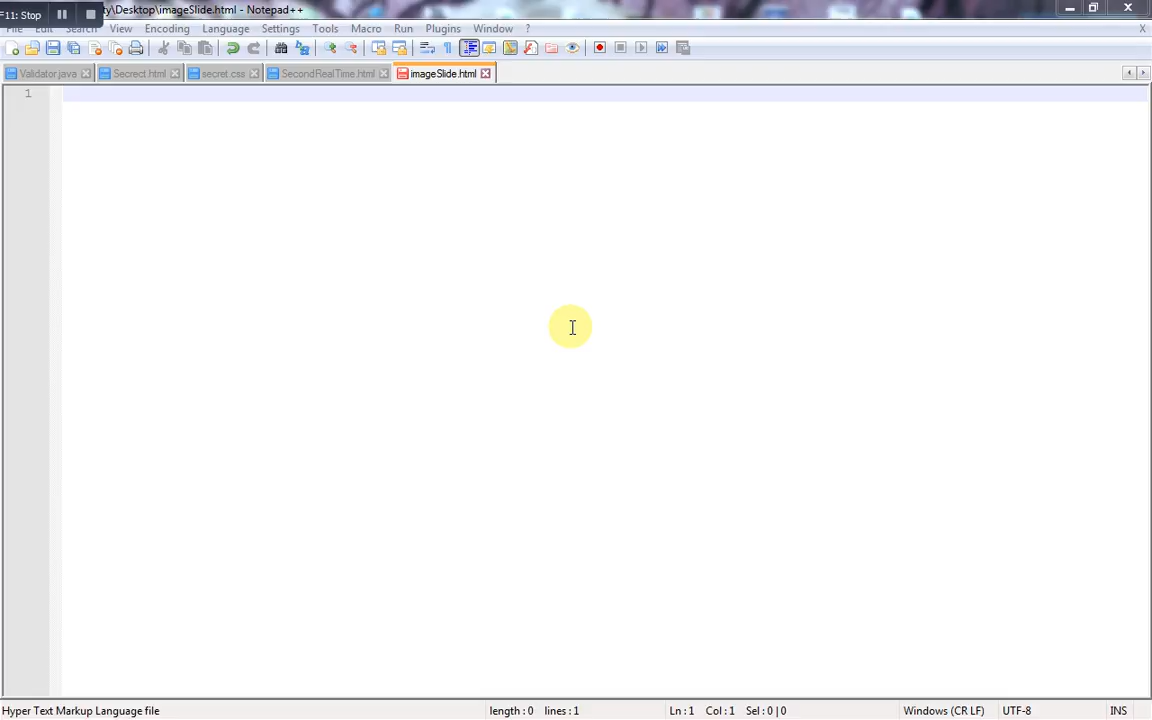 F11: Stop
ty\Desktop\imageSlide.html - Notepad++
File Edit Search View Encoding Language Settings Tools Macro Run Plugins Window ? X
Validator.java Secrect.html secret.css SecondRealTime.html imageSlide.html
1
Hyper Text Markup Language file length : 0 lines : 1 Ln : 1 Col : 1 Sel : 0 | 0 Windows (CR LF) UTF-8 INS